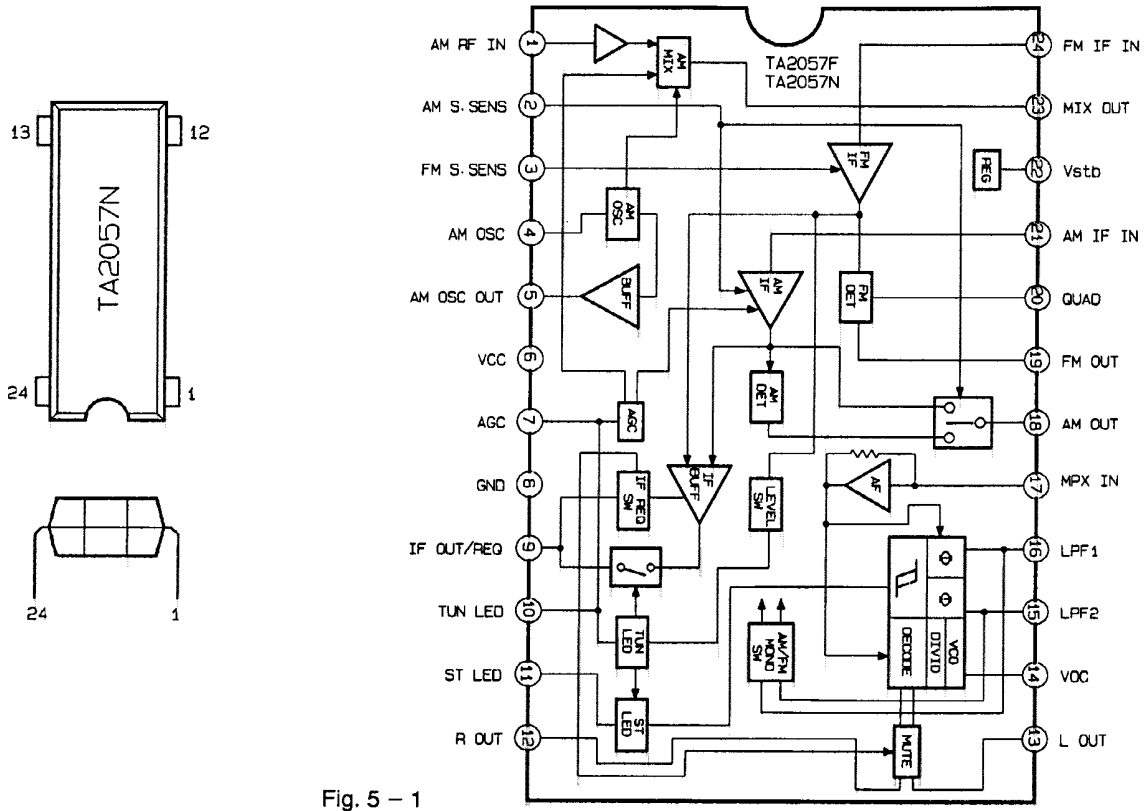 13
12
TA2057N
24
1
24
1
AM RF IN
1
AM S. SENS
2
FM S. SENS
3
AM OSC
4
AM OSC OUT
5
VCC
6
AGC
7
GND
8
IF OUT/REQ
9
TUN LED
10
ST LED
11
R OUT
12
TA2057F
TA2057N
AM
MIX
FM
IF
REG
AM
OSC
BUFF
AM
IF
FM
DET
AGC
AM
DET
IF
BUFF
IF REQ
SW
LEVEL
SW
AF
TUN
LED
ST
LED
AM/FM
MONO
SW
Φ
Φ
DECODE
DIVID
VCO
MUTE
24
FM IF IN
23
MIX OUT
22
Vstb
21
AM IF IN
20
QUAD
19
FM OUT
18
AM OUT
17
MPX IN
16
LPF1
15
LPF2
14
VOC
13
L OUT
Fig. 5 – 1